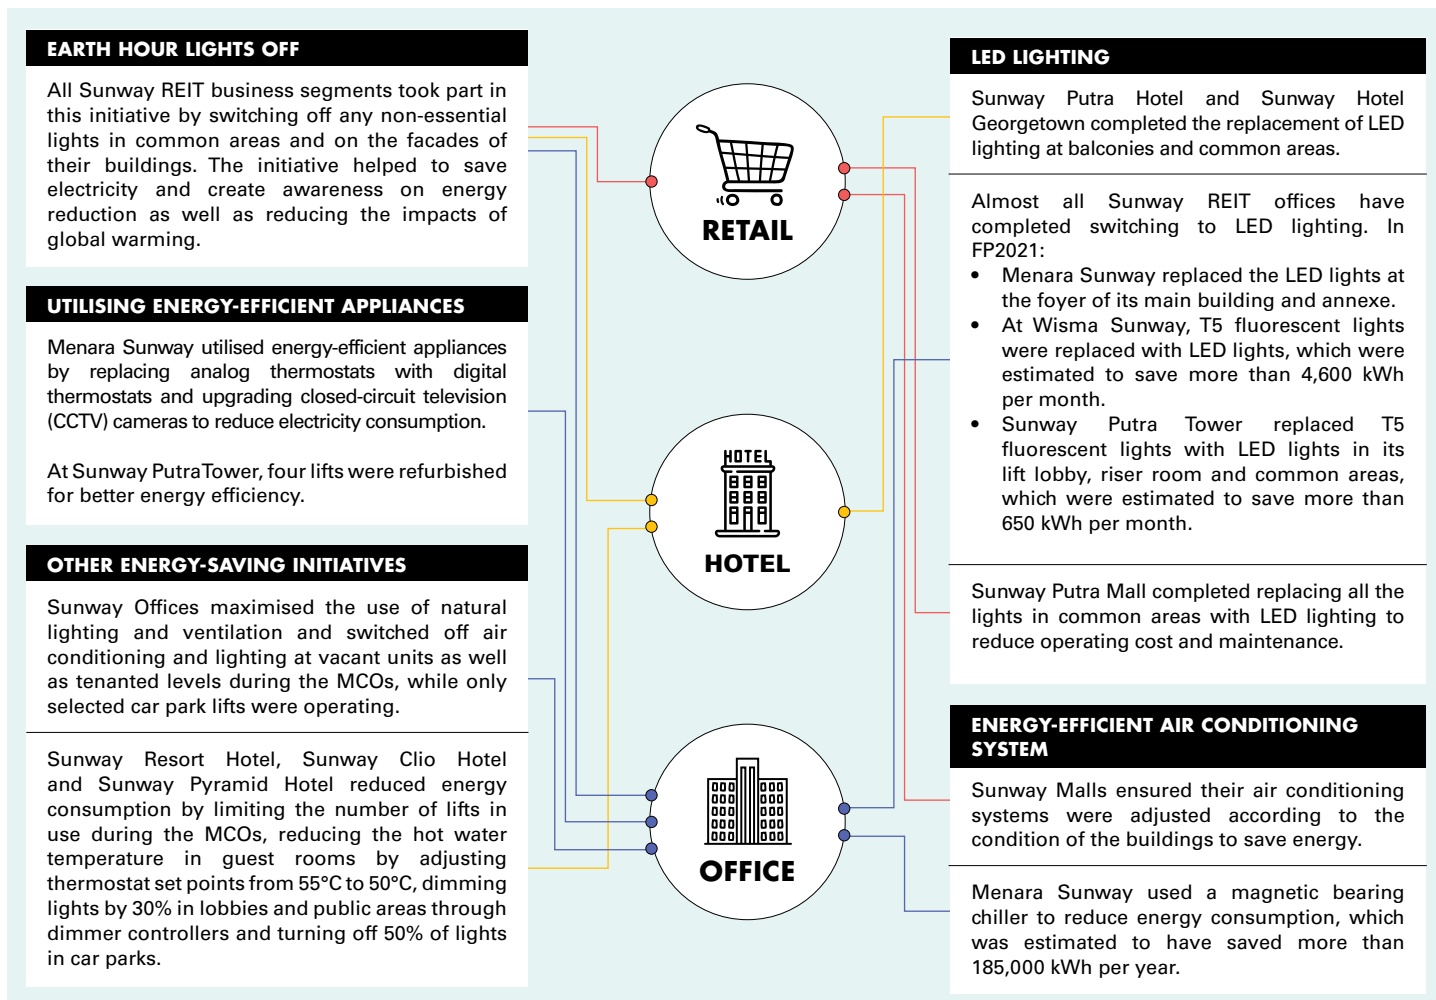 EARTH HOUR LIGHTS OFF
All Sunway REIT business segments took part in
this initiative by switching off any non-essential
lights in common areas and on the facades of
their buildings. The initiative helped to save
electricity and create awareness on energy
reduction as well as reducing the impacts of
global warming.
UTILISING ENERGY-EFFICIENT APPLIANCES
Menara Sunway utilised energy-efficient appliances
by replacing analog thermostats with digital
thermostats and upgrading closed-circuit television
(CCTV) cameras to reduce electricity consumption.
At Sunway Putra Tower, four lifts were refurbished
for better energy efficiency.
OTHER ENERGY-SAVING INITIATIVES
Sunway Offices maximised the use of natural
lighting and ventilation and switched off air
conditioning and lighting at vacant units as well
as tenanted levels during the MCOs, while only
selected car park lifts were operating.
Sunway Resort Hotel, Sunway Clio Hotel
and Sunway Pyramid Hotel reduced energy
consumption by limiting the number of lifts in
use during the MCOs, reducing the hot water
temperature in guest rooms by adjusting
thermostat set points from 55°C to 50°C, dimming
lights by 30% in lobbies and public areas through
dimmer controllers and turning off 50% of lights
in car parks.
RETAIL
HOTEL
HOTEL
OFFICE
LED LIGHTING
Sunway Putra Hotel and Sunway Hotel
Georgetown completed the replacement of LED
lighting at balconies and common areas.
Almost all Sunway REIT offices have
completed switching to LED lighting. In
FP2021:
• Menara Sunway replaced the LED lights at
the foyer of its main building and annexe.
• At Wisma Sunway, T5 fluorescent lights
were replaced with LED lights, which were
estimated to save more than 4,600 kWh
per month.
• Sunway Putra Tower replaced T5
fluorescent lights with LED lights in its
lift lobby, riser room and common areas,
which were estimated to save more than
650 kWh per month.
Sunway Putra Mall completed replacing all the
lights in common areas with LED lighting to
reduce operating cost and maintenance.
ENERGY-EFFICIENT AIR CONDITIONING
SYSTEM
Sunway Malls ensured their air conditioning
systems were adjusted according to the
condition of the buildings to save energy.
Menara Sunway used a magnetic bearing
chiller to reduce energy consumption, which
was estimated to have saved more than
185,000 kWh per year.